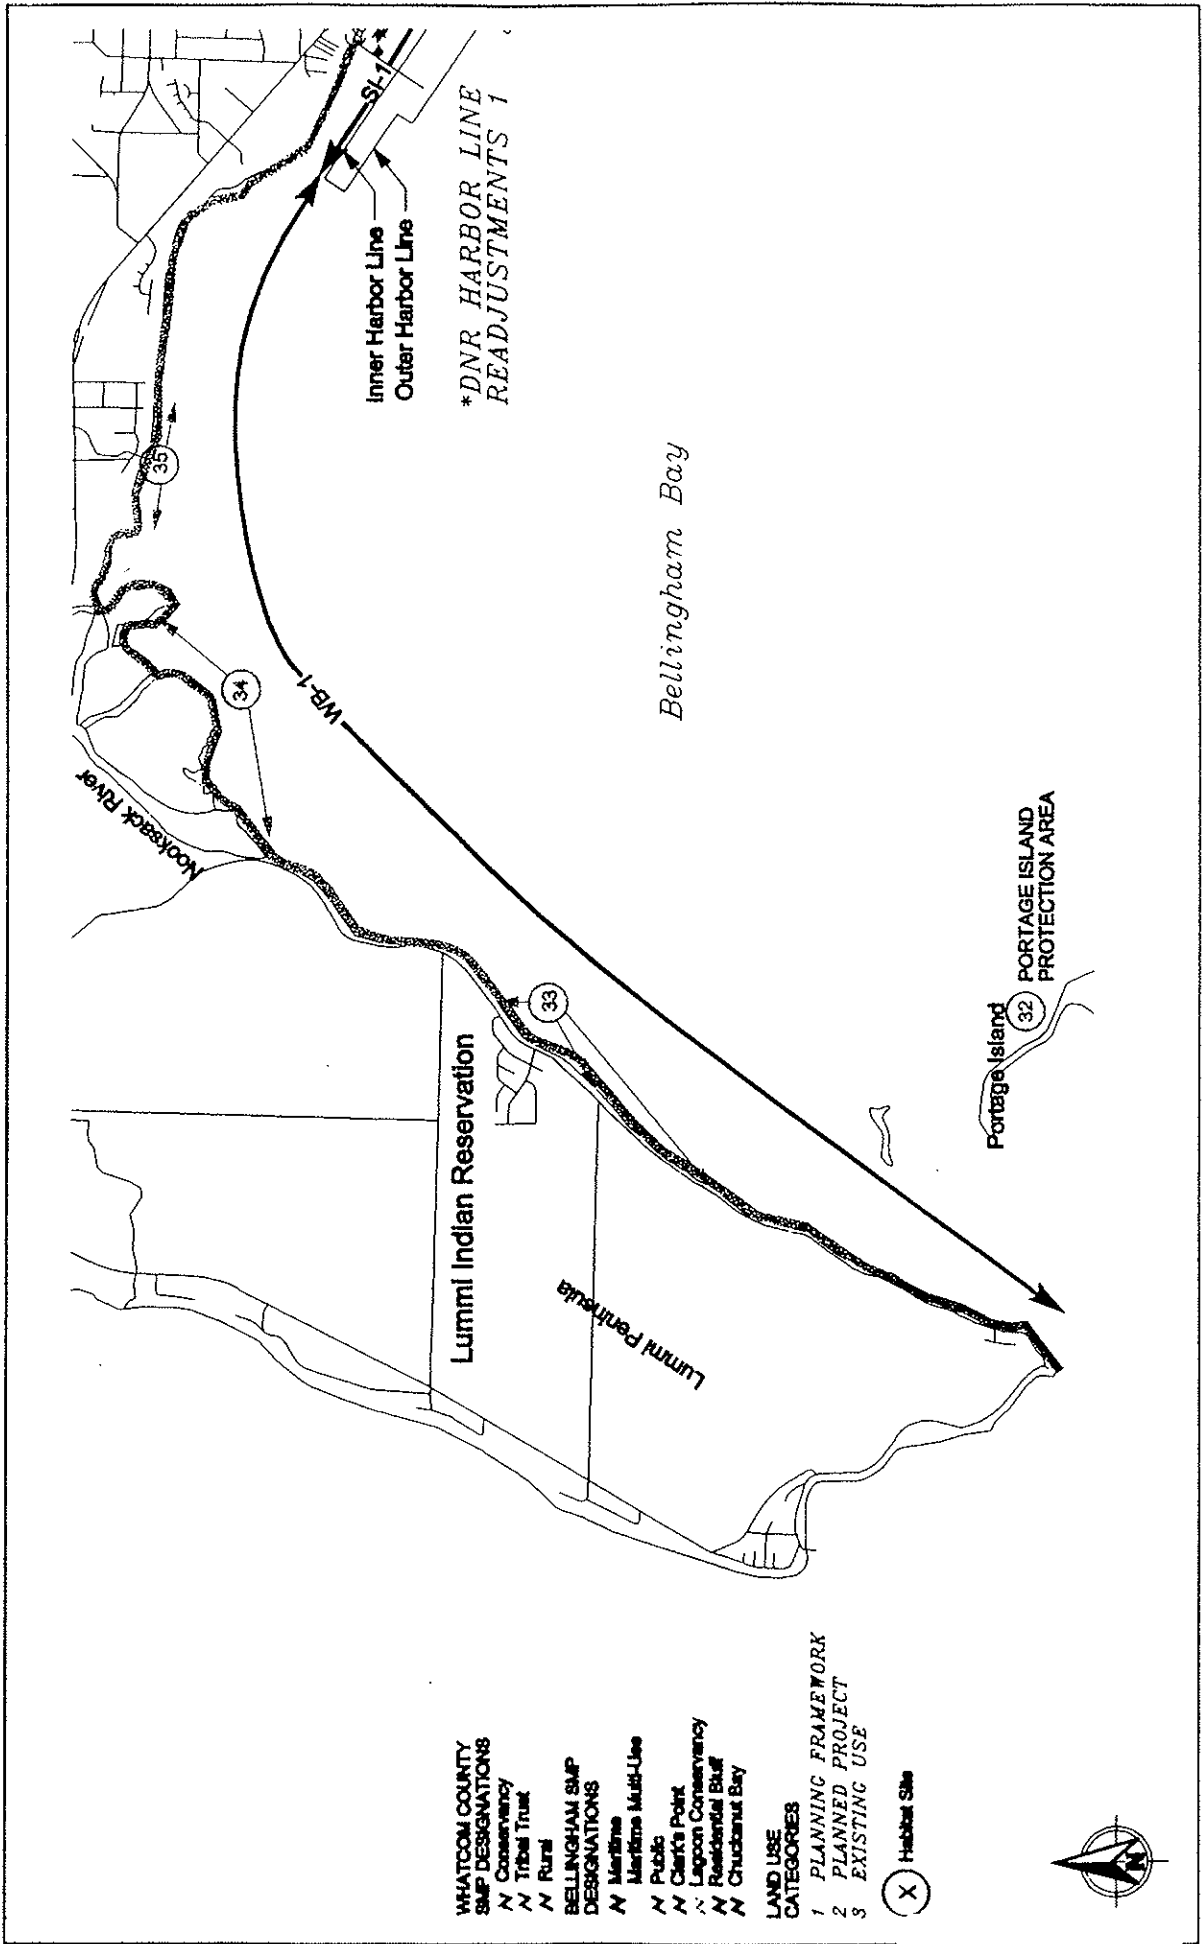 SI-1
Inner Harbor Line
Outer Harbor Line
*DNR HARBOR LINE
READJUSTMENTS 1
35
34
WB-1
Nooksack River
Bellingham Bay
33
Lummi Indian Reservation
Lummi Peninsula
Portage Island
32
PORTAGE ISLAND
PROTECTION AREA
WHATCOM COUNTY
SMP DESIGNATIONS
Conservancy
Tribal Trust
Rural
BELLINGHAM SMP
DESIGNATIONS
Maritime
Maritime Multi-Use
Public
Clark's Point
Lagoon Conservancy
Residential Bluff
Chuckanut Bay
LAND USE
CATEGORIES
1 PLANNING FRAMEWORK
2 PLANNED PROJECT
3 EXISTING USE
X Habitat Site
N